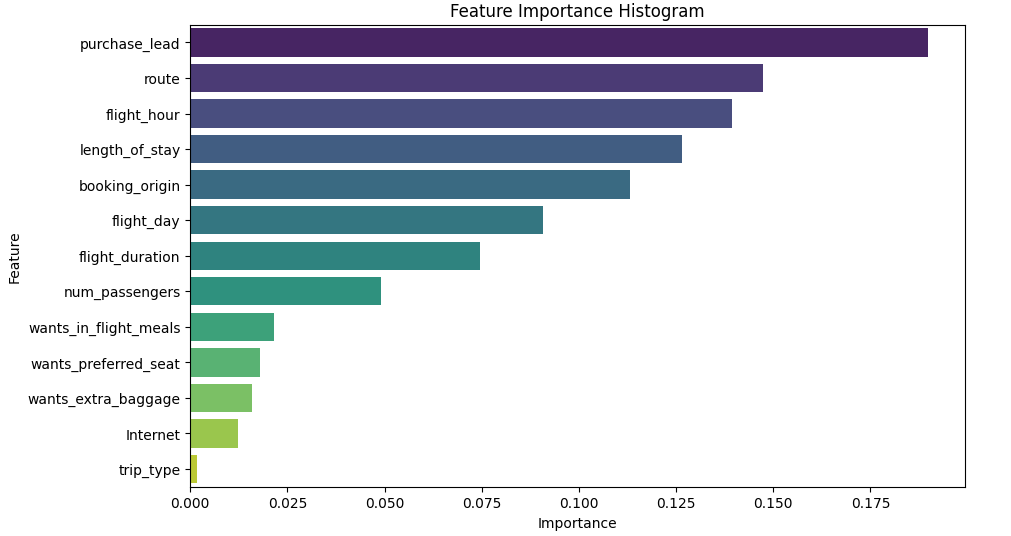 Feature Importance Histogram
purchase_lead
route
flight_hour
length_of_stay
booking_origin
flight_day
flight_duration
num_passengers
wants_in_flight_meals
wants_preferred_seat
wants_extra_baggage
Internet
trip_type
Feature
0.000 0.025 0.050 0.075 0.100 0.125 0.150 0.175
Importance